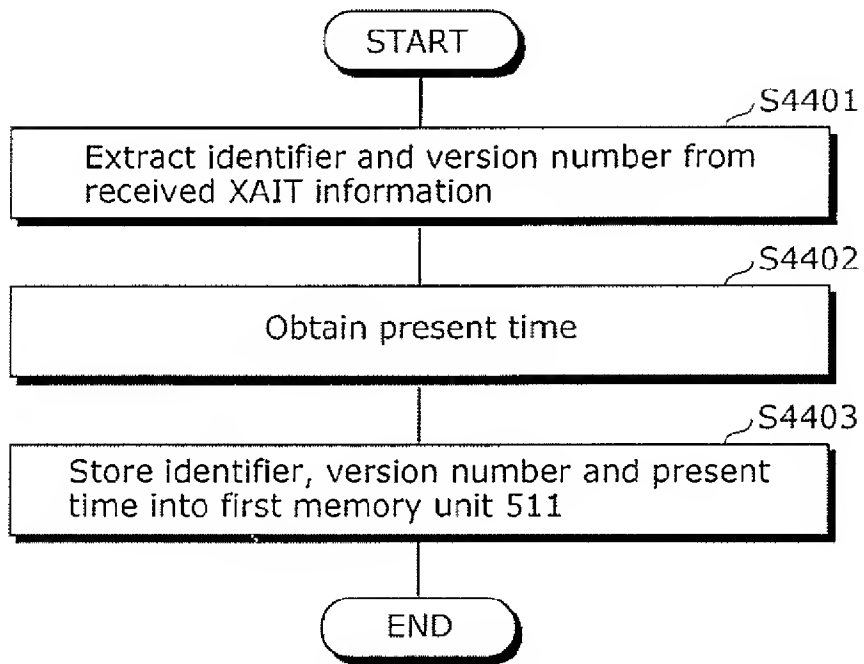 START
S4401
Extract identifier and version number from
received XAIT information
S4402
Obtain present time
S4403
Store identifier, version number and present
time into first memory unit 511
END